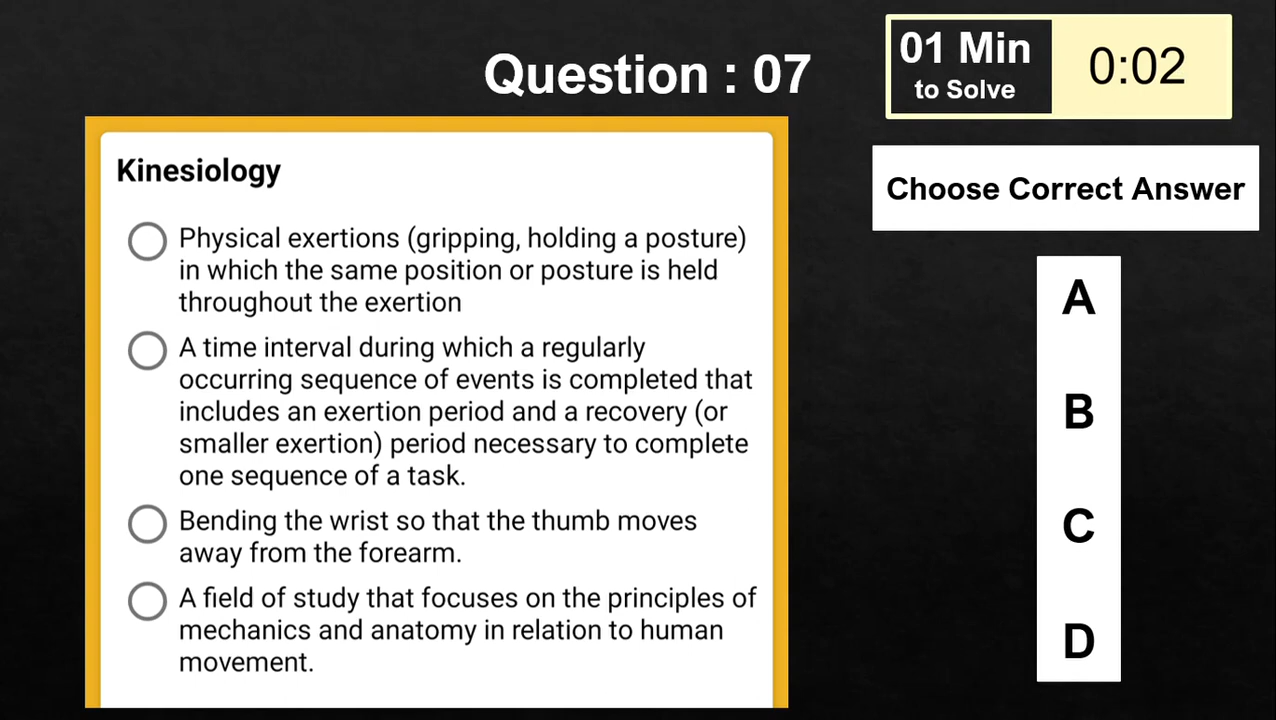 Question : 07
01 Min
to Solve
0:02
Kinesiology
Physical exertions (gripping, holding a posture)
in which the same position or posture is held
throughout the exertion
A time interval during which a regularly
occurring sequence of events is completed that
includes an exertion period and a recovery (or
smaller exertion) period necessary to complete
one sequence of a task.
Bending the wrist so that the thumb moves
away from the forearm.
A field of study that focuses on the principles of
mechanics and anatomy in relation to human
movement.
Choose Correct Answer
A
B
C
D